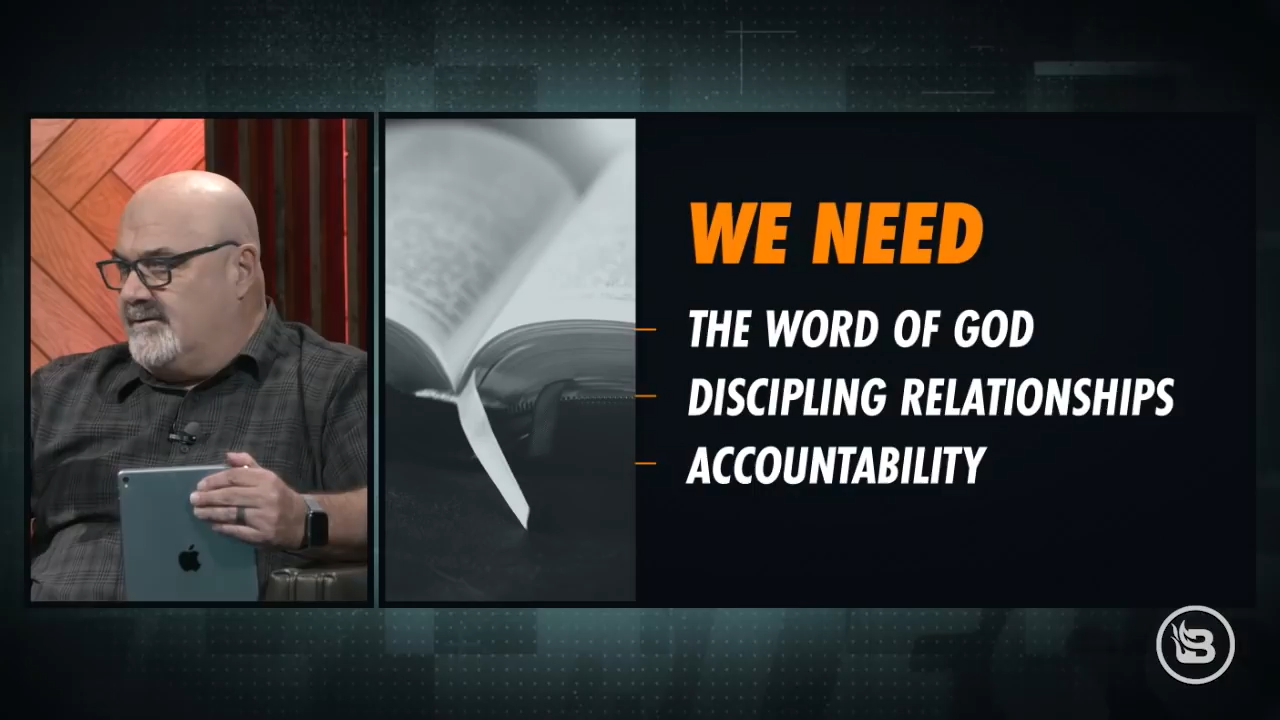 WE NEED
THE WORD OF GOD
DISCIPLING RELATIONSHIPS
ACCOUNTABILITY
B